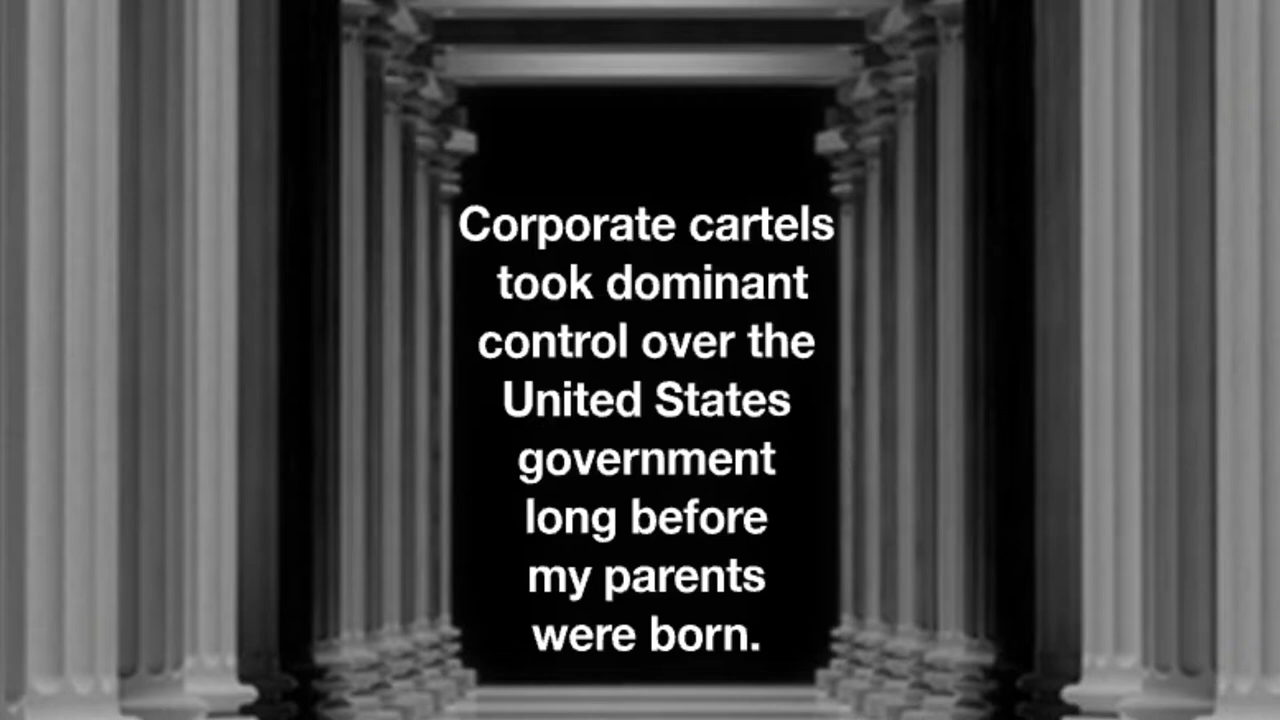 Corporate cartels
took dominant
control over the
United States
government
long before
my parents
were born.